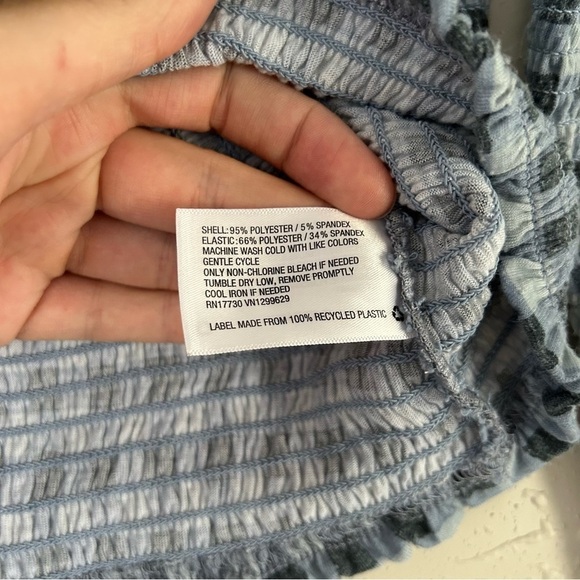 SHELL: 95% POLYESTER / 5% SPANDEX
ELASTIC: 66% POLYESTER / 34% SPANDEX
MACHINE WASH COLD WITH LIKE COLORS
GENTLE CYCLE
ONLY NON-CHLORINE BLEACH IF NEEDED
TUMBLE DRY LOW, REMOVE PROMPTLY
COOL IRON IF NEEDED
RN17730 VN1299629
LABEL MADE FROM 100% RECYCLED PLASTIC